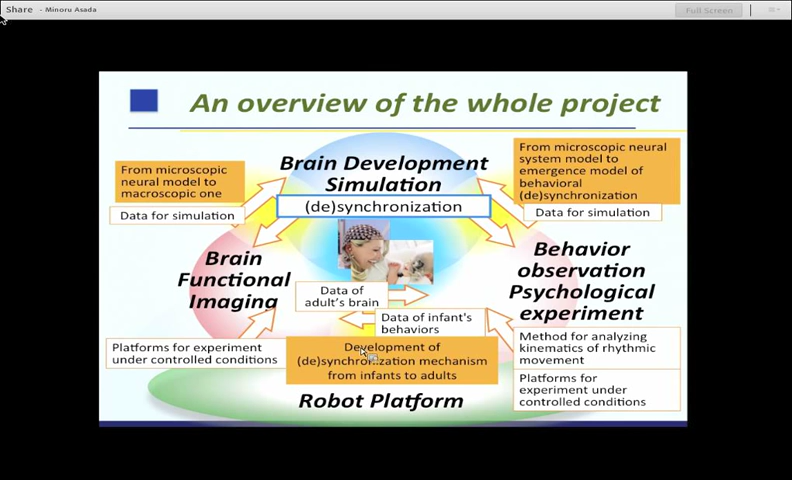 Share - Minoru Asada
Full Screen
An overview of the whole project
From microscopic
neural model to
macroscopic one
Data for simulation
Brain Development
Simulation
(de)synchronization
From microscopic neural
system model to
emergence model of
behavioral
(de)synchronization
Data for simulation
Brain
Functional
Imaging
Behavior
observation
Psychological
experiment
Data of
adult's brain
Data of infant's
behaviors
Platforms for experiment
under controlled conditions
Development of
(de)synchronization mechanism
from infants to adults
Method for analyzing
kinematics of rhythmic
movement
Platforms for
experiment under
controlled conditions
Robot Platform